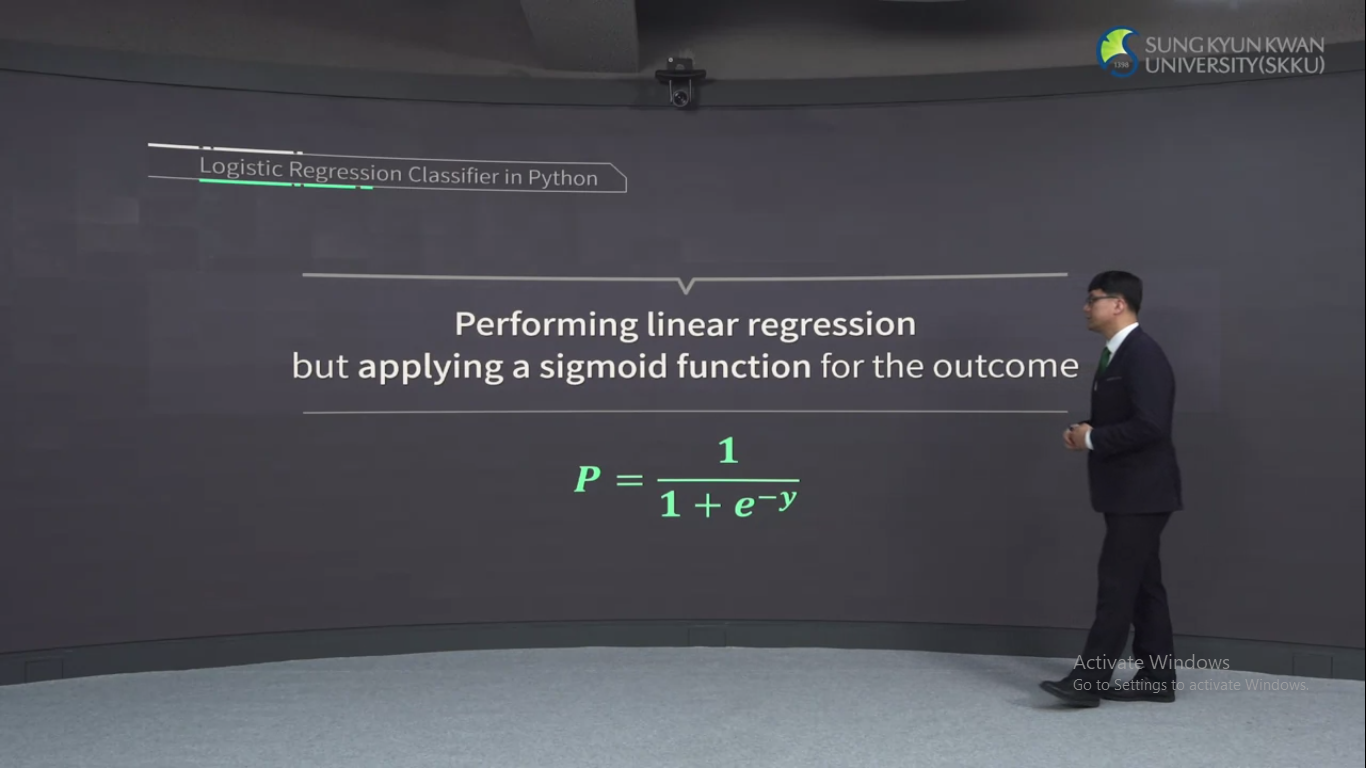 SUNG KYUN KWAN
UNIVERSITY(SKKU)
1398
Logistic Regression Classifier in Python
Performing linear regression
but applying a sigmoid function for the outcome
P = 1 / (1 + e^{-y})
Activate Windows
Go to Settings to activate Windows.